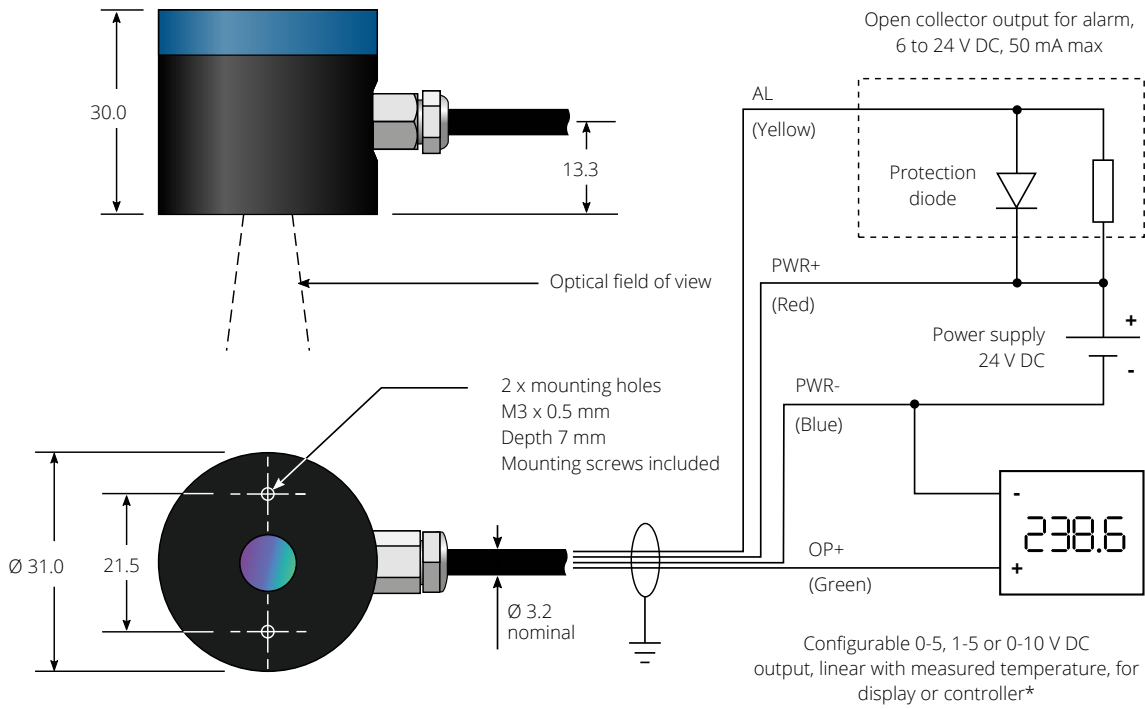 Open collector output for alarm,
6 to 24 V DC, 50 mA max
30.0
AL
(Yellow)
Protection
diode
13.3
Optical field of view
PWR+
(Red)
+
Power supply
24 V DC
-
PWR-
(Blue)
2 x mounting holes
M3 x 0.5 mm
Depth 7 mm
Mounting screws included
Ø 31.0
21.5
Ø 3.2
nominal
OP+
(Green)
-
238.6
+
Configurable 0-5, 1-5 or 0-10 V DC
output, linear with measured temperature, for
display or controller*